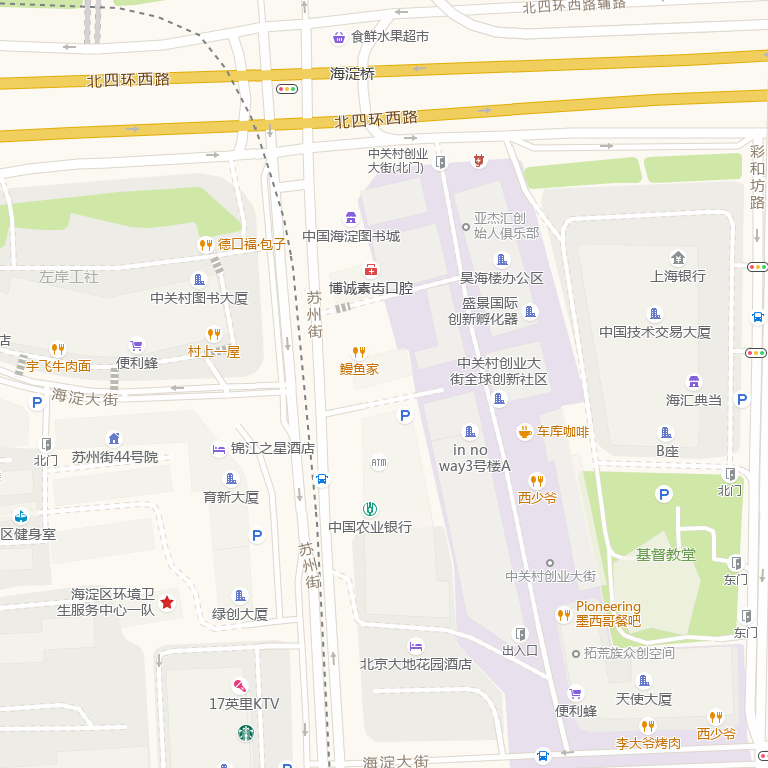 北四环西路辅路
食鲜水果超市
海淀桥
北四环西路
北四环西路
中关村创业
大街(北门)
彩和坊路
亚杰汇创
始人俱乐部
中国海淀图书城
德口福·包子
左岸工社
昊海楼办公区
上海银行
博诚素齿口腔
中关村图书大厦
苏州街
盛景国际
创新孵化器
中国技术交易大厦
店
村上一屋
宇飞牛肉面
便利蜂
鳗鱼家
中关村创业大
街全球创新社区
海淀大街
海汇典当
P
P
P
车库咖啡
北门
苏州街44号院
锦江之星酒店
in no
way3号楼A
B座
ATM
育新大厦
西少爷
北门
P
区健身室
中国农业银行
P
苏州街
基督教堂
中关村创业大街
东门
海淀区环境卫
生服务中心一队
绿创大厦
Pioneering
墨西哥餐吧
东门
出入口
拓荒族众创空间
北京大地花园酒店
17英里KTV
天使大厦
便利蜂
西少爷
李大爷烤肉
海淀大街
P